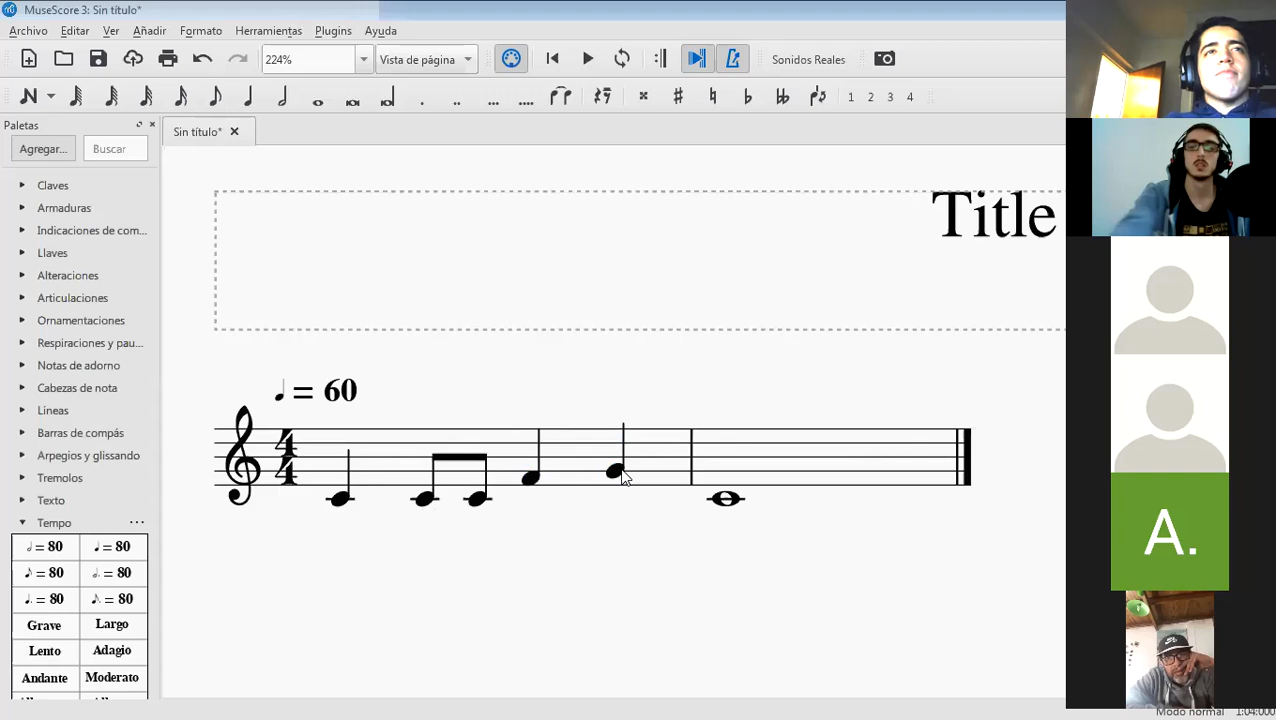 MuseScore 3: Sin título*
Archivo Editar Ver Añadir Formato Herramientas Plugins Ayuda
224% Vista de página Sonidos Reales
1 2 3 4
Paletas
Sin título*
Agregar... Buscar
Claves
Armaduras
Indicaciones de com...
Llaves
Alteraciones
Articulaciones
Ornamentaciones
Respiraciones y pau...
Notas de adorno
Cabezas de nota
Lineas
Barras de compás
Arpegios y glissando
Tremolos
Texto
Tempo ...
= 80 = 80
= 80 = 80
= 80 = 80
Grave Largo
Lento Adagio
Andante Moderato
Title
= 60
4
4
A.
Modo normal 1:04:000